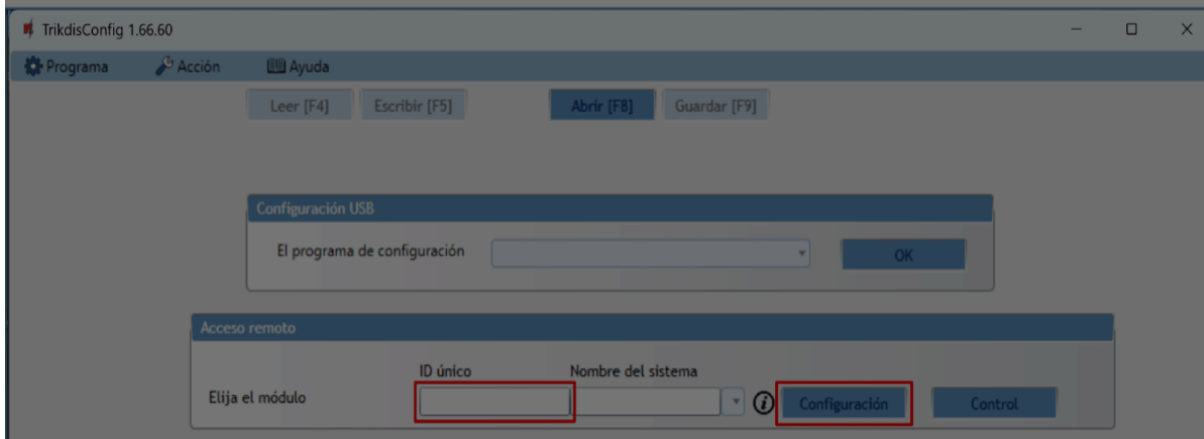 TrikdisConfig 1.66.60
Programa Acción Ayuda
Leer [F4] Escribir [F5] Abrir [F8] Guardar [F9]
Configuración USB
El programa de configuración OK
Acceso remoto
ID único Nombre del sistema
Elija el módulo i Configuración Control